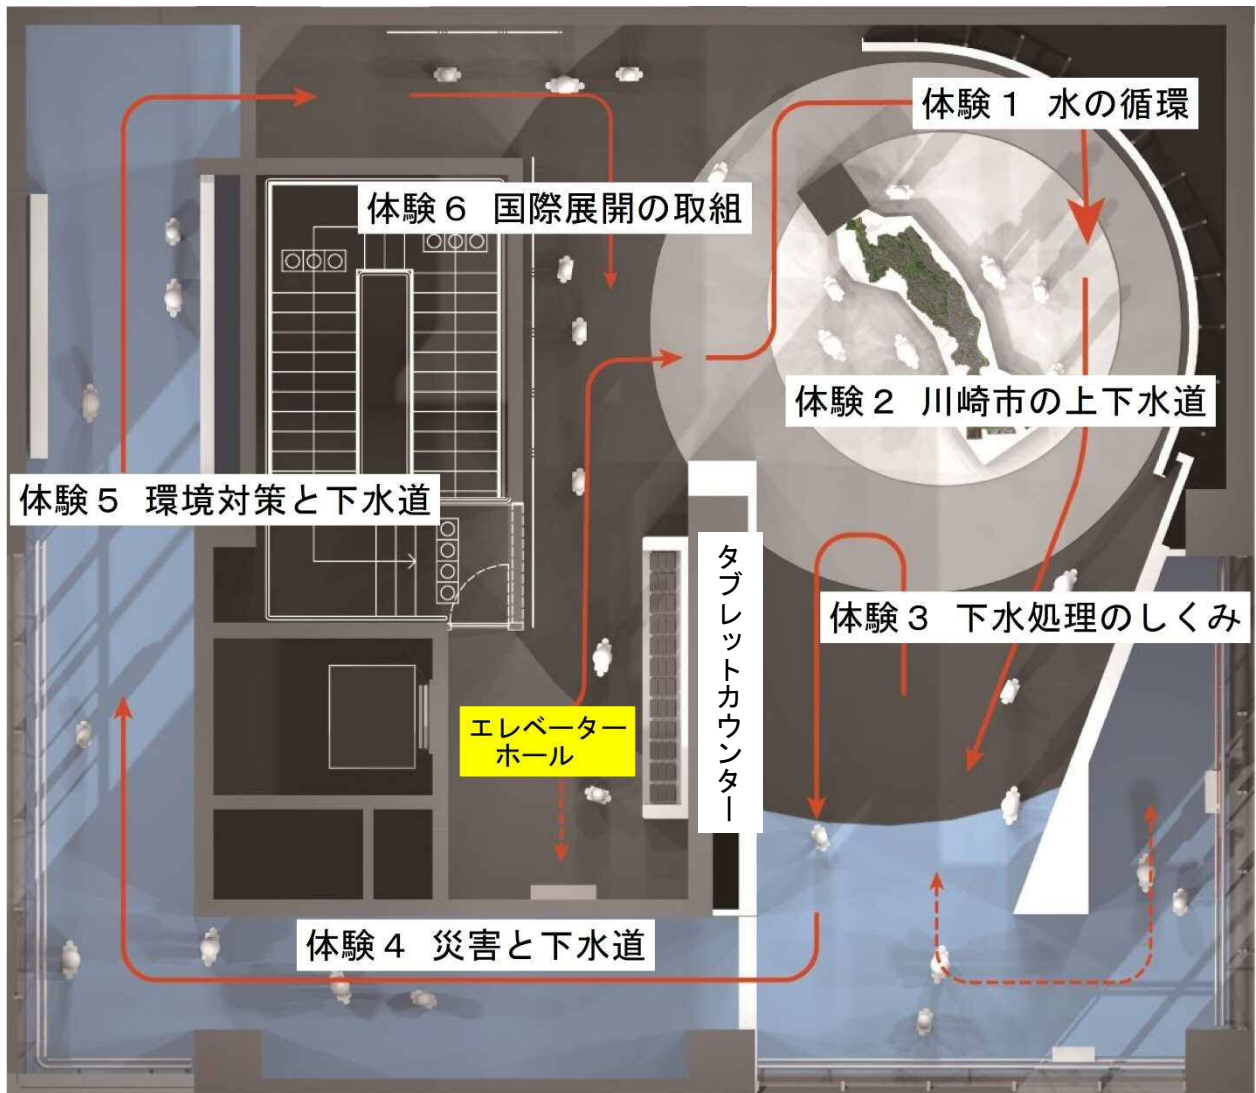 体験１ 水の循環
体験６ 国際展開の取組
体験２ 川崎市の上下水道
体験５ 環境対策と下水道
タブレットカウンター
体験３ 下水処理のしくみ
エレベーター
ホール
体験４ 災害と下水道